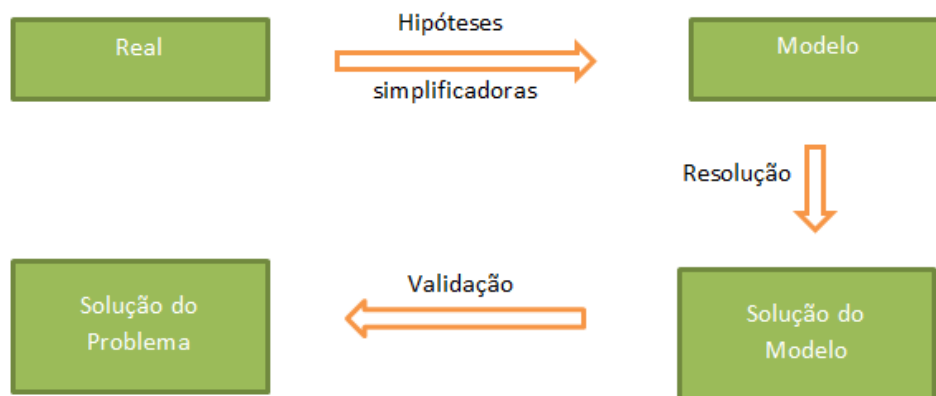 Real
Hipóteses
simplificadoras
Modelo
Resolução
Solução do
Modelo
Validação
Solução do
Problema